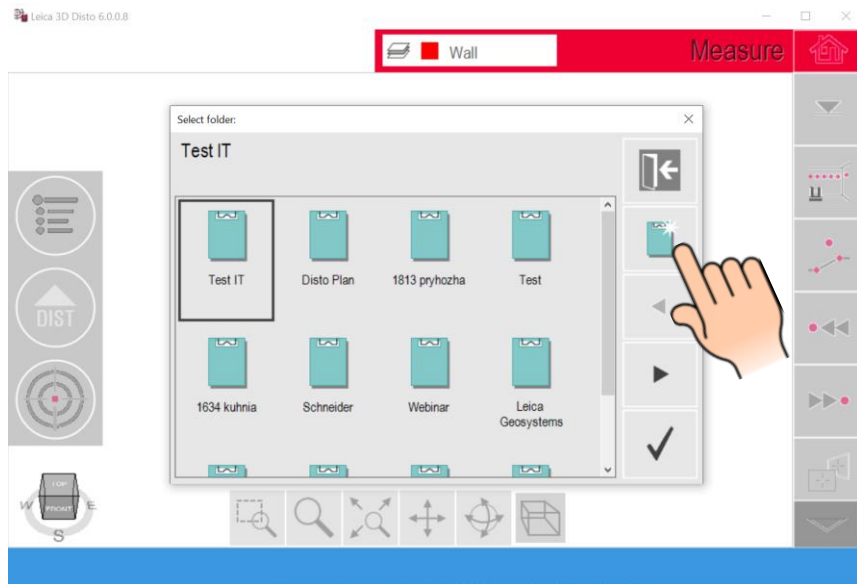 Leica 3D Disto 6.0.0.8
Wall
Measure
Select folder:
Test IT
Test IT
Disto Plan
1813 pryhozha
Test
1634 kuhnia
Schneider
Webinar
Leica
Geosystems
DIST
TOP
FRONT
W
E
S